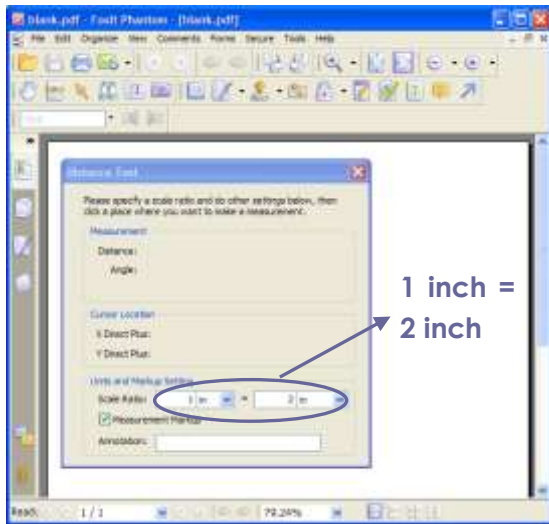 blank.pdf - Foxit Phantom - [blank.pdf]
File Edit Organize View Comments Forms Secure Tools Help
Distance Tool
Please specify a scale ratio and do other settings below, then
click a place where you want to make a measurement.
Measurement
Distance:
Angle:
Cursor Location
X Direct Plus:
Y Direct Plus:
Units and Markup Setting
Scale Ratio: 1 in = 2 in
Measurement Markup
Annotation:
1 inch =
2 inch
Ready 1/1 79.24%